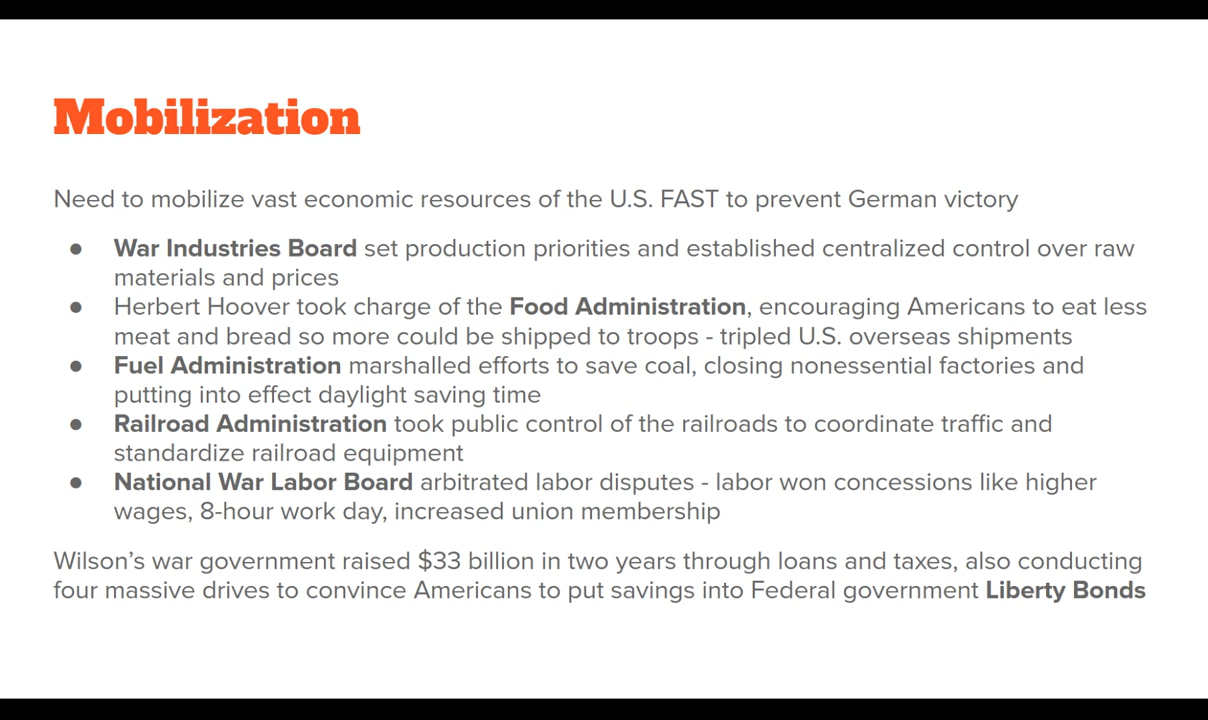 Mobilization
Need to mobilize vast economic resources of the U.S. FAST to prevent German victory
● War Industries Board set production priorities and established centralized control over raw
materials and prices
● Herbert Hoover took charge of the Food Administration, encouraging Americans to eat less
meat and bread so more could be shipped to troops - tripled U.S. overseas shipments
● Fuel Administration marshalled efforts to save coal, closing nonessential factories and
putting into effect daylight saving time
● Railroad Administration took public control of the railroads to coordinate traffic and
standardize railroad equipment
● National War Labor Board arbitrated labor disputes - labor won concessions like higher
wages, 8-hour work day, increased union membership
Wilson’s war government raised $33 billion in two years through loans and taxes, also conducting
four massive drives to convince Americans to put savings into Federal government Liberty Bonds